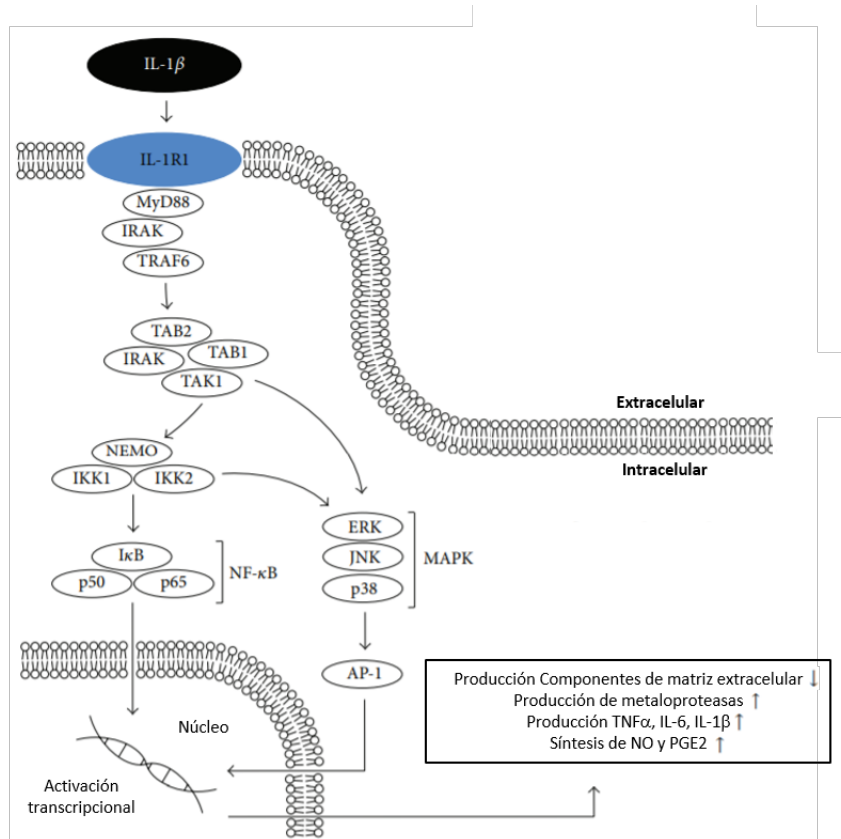 IL-1β
IL-1R1
MyD88
IRAK
TRAF6
TAB2
IRAK
TAB1
TAK1
Extracelular
Intracelular
NEMO
IKK1
IKK2
ERK
JNK
p38
MAPK
IκB
p50
p65
NF-κB
AP-1
Producción Componentes de matriz extracelular ↓
Producción de metaloproteasas ↑
Producción TNFα, IL-6, IL-1β ↑
Síntesis de NO y PGE2 ↑
Núcleo
Activación
transcripcional